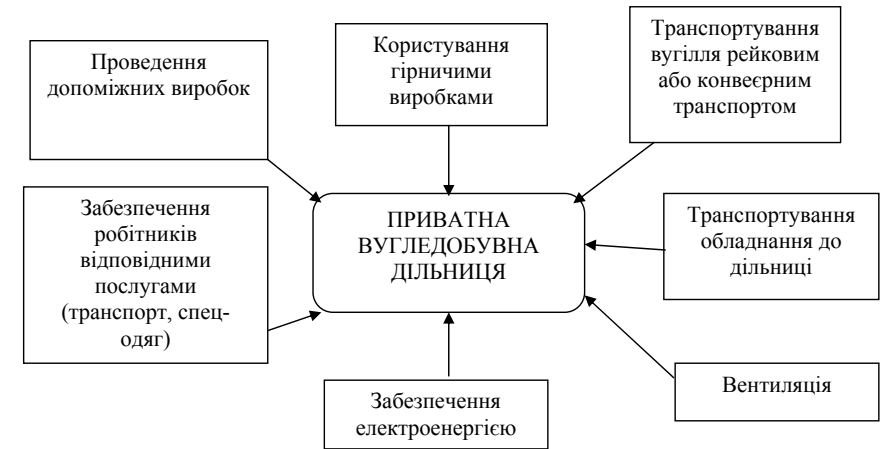 Проведення
допоміжних виробок
Користування
гірничими
виробками
Транспортування
вугілля рейковим
або конвеєрним
транспортом
Забезпечення
робітників
відповідними
послугами
(транспорт, спец-
одяг)
ПРИВАТНА
ВУГЛЕДОБУВНА
ДІЛЬНИЦЯ
Транспортування
обладнання до
дільниці
Забезпечення
електроенергією
Вентиляція